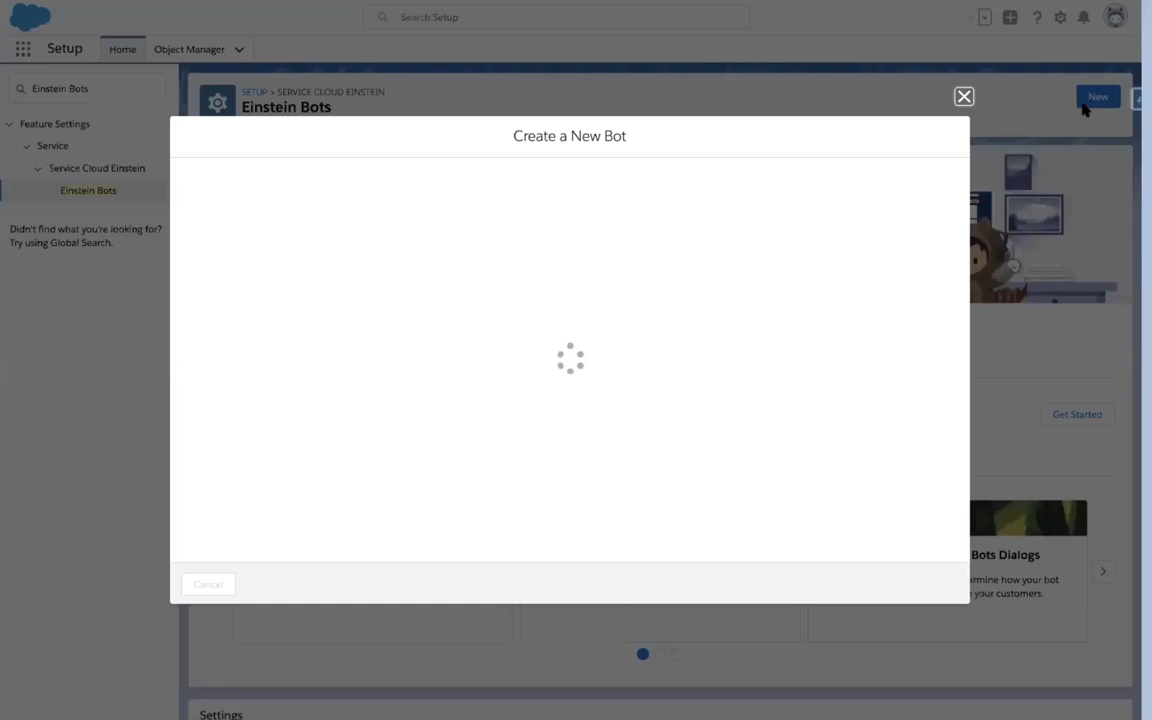 Search Setup
Setup
Home
Object Manager
Einstein Bots
Feature Settings
Service
Service Cloud Einstein
Einstein Bots
Didn't find what you're looking for?
Try using Global Search.
SETUP > SERVICE CLOUD EINSTEIN
Einstein Bots
New
Create a New Bot
Get Started
Bots Dialogs
ermine how your bot
your customers.
Cancel
Settings